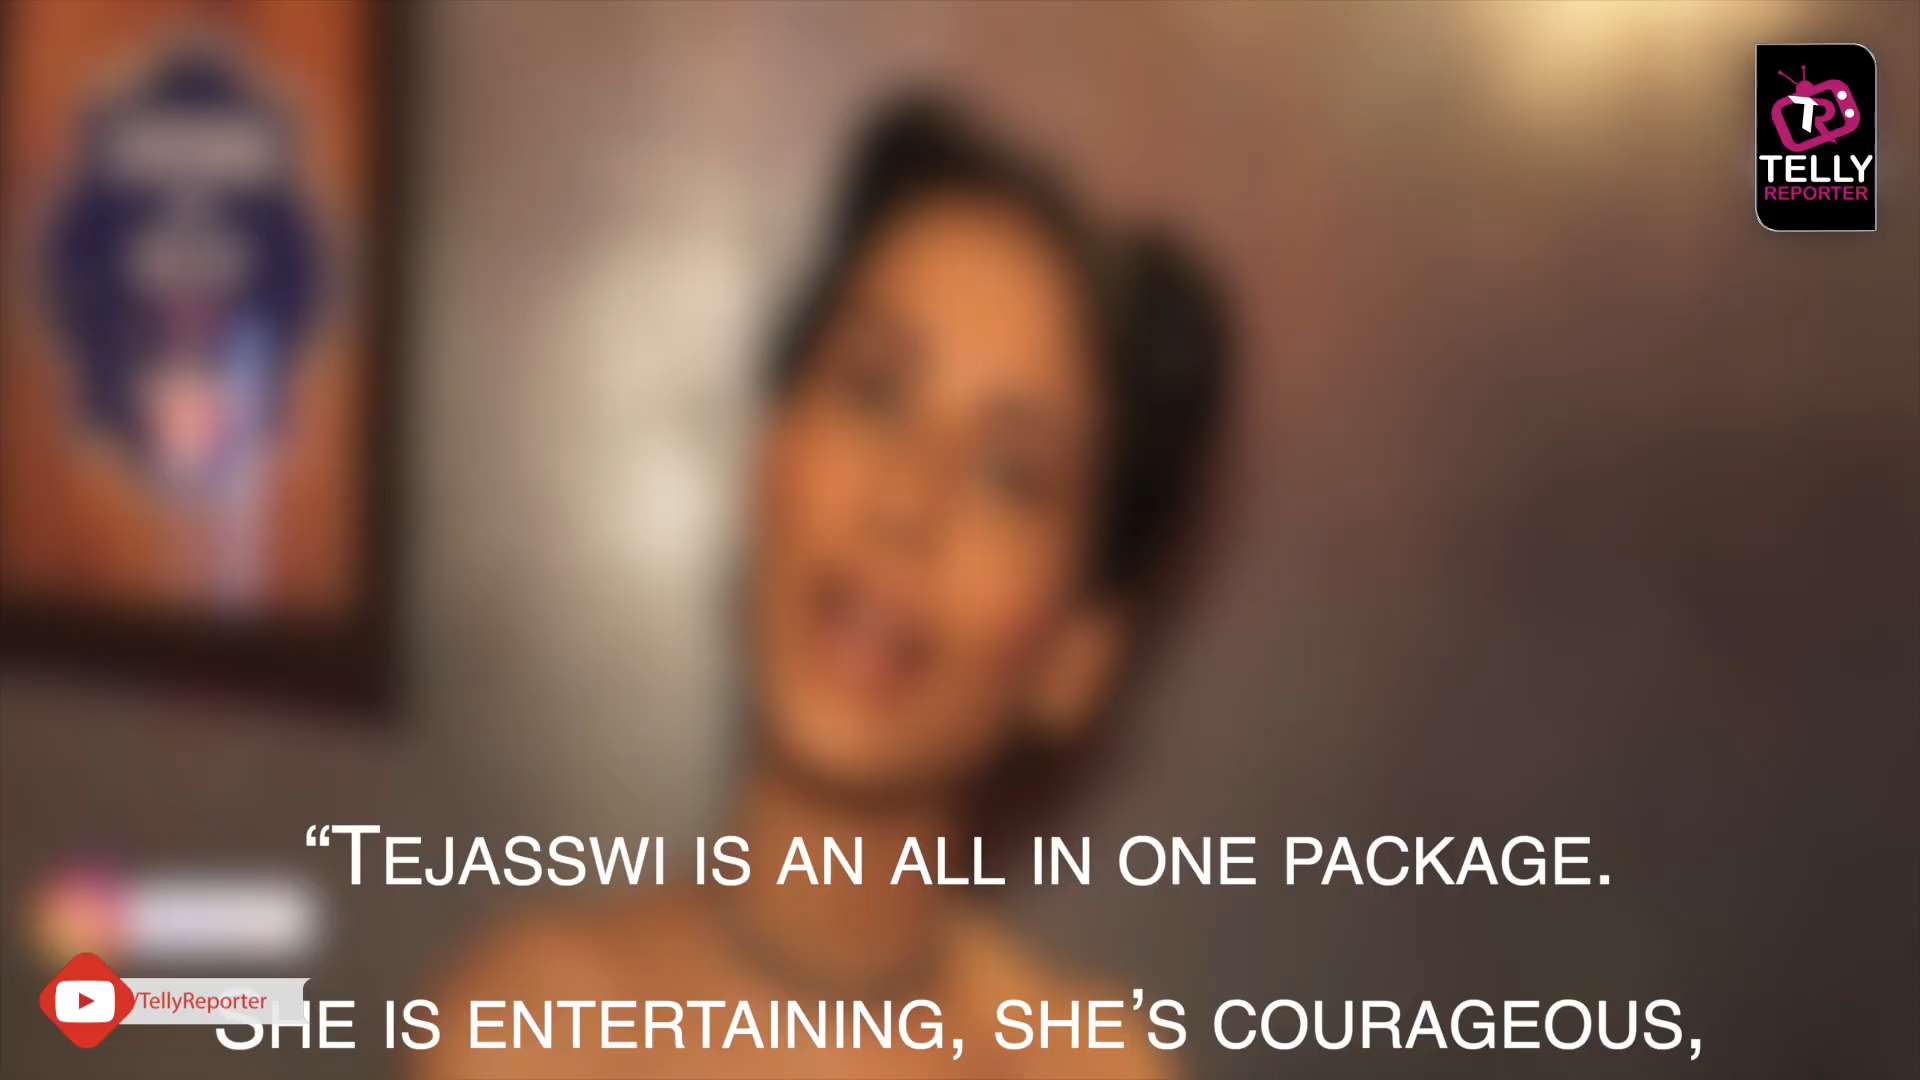 TELLY
REPORTER
“Tejasswi is an all in one package.
/TellyReporter
She is entertaining, she’s courageous,